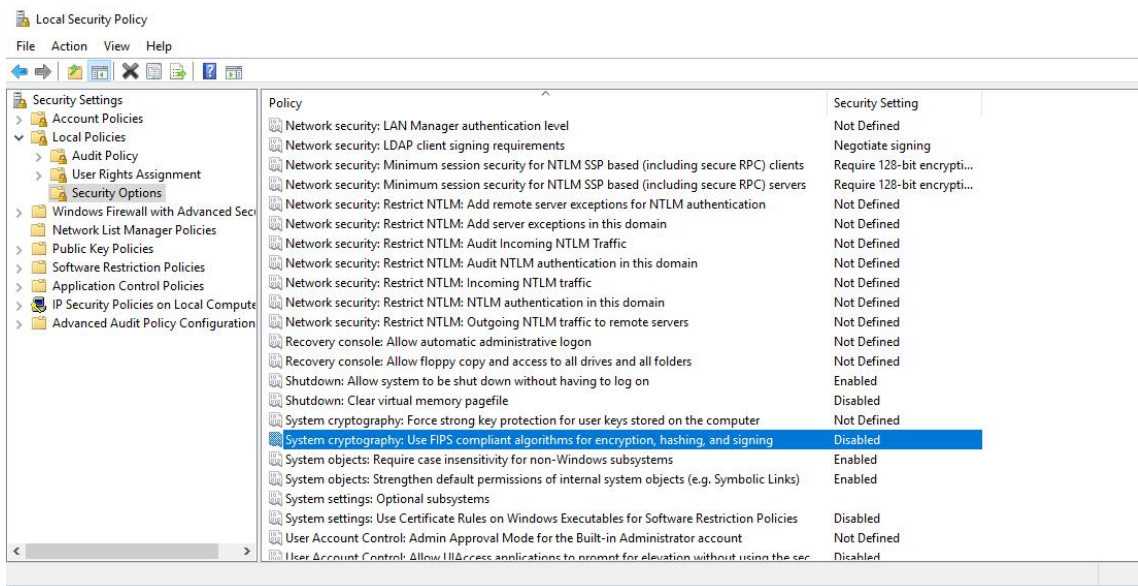 Local Security Policy
File Action View Help
Security Settings
Account Policies
Local Policies
Audit Policy
User Rights Assignment
Security Options
Windows Firewall with Advanced Secu
Network List Manager Policies
Public Key Policies
Software Restriction Policies
Application Control Policies
IP Security Policies on Local Compute
Advanced Audit Policy Configuration
Policy Security Setting
Network security: LAN Manager authentication level Not Defined
Network security: LDAP client signing requirements Negotiate signing
Network security: Minimum session security for NTLM SSP based (including secure RPC) clients Require 128-bit encrypti...
Network security: Minimum session security for NTLM SSP based (including secure RPC) servers Require 128-bit encrypti...
Network security: Restrict NTLM: Add remote server exceptions for NTLM authentication Not Defined
Network security: Restrict NTLM: Add server exceptions in this domain Not Defined
Network security: Restrict NTLM: Audit Incoming NTLM Traffic Not Defined
Network security: Restrict NTLM: Audit NTLM authentication in this domain Not Defined
Network security: Restrict NTLM: Incoming NTLM traffic Not Defined
Network security: Restrict NTLM: NTLM authentication in this domain Not Defined
Network security: Restrict NTLM: Outgoing NTLM traffic to remote servers Not Defined
Recovery console: Allow automatic administrative logon Not Defined
Recovery console: Allow floppy copy and access to all drives and all folders Not Defined
Shutdown: Allow system to be shut down without having to log on Enabled
Shutdown: Clear virtual memory pagefile Disabled
System cryptography: Force strong key protection for user keys stored on the computer Not Defined
System cryptography: Use FIPS compliant algorithms for encryption, hashing, and signing Disabled
System objects: Require case insensitivity for non-Windows subsystems Enabled
System objects: Strengthen default permissions of internal system objects (e.g. Symbolic Links) Enabled
System settings: Optional subsystems
System settings: Use Certificate Rules on Windows Executables for Software Restriction Policies Disabled
User Account Control: Admin Approval Mode for the Built-in Administrator account Not Defined
User Account Control: Allow UIAccess applications to prompt for elevation without using the sec Disabled